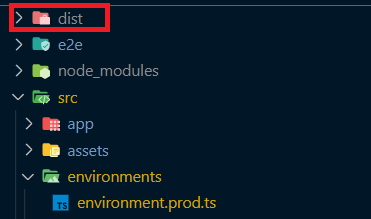 dist
e2e
node_modules
src
app
assets
environments
TS environment.prod.ts